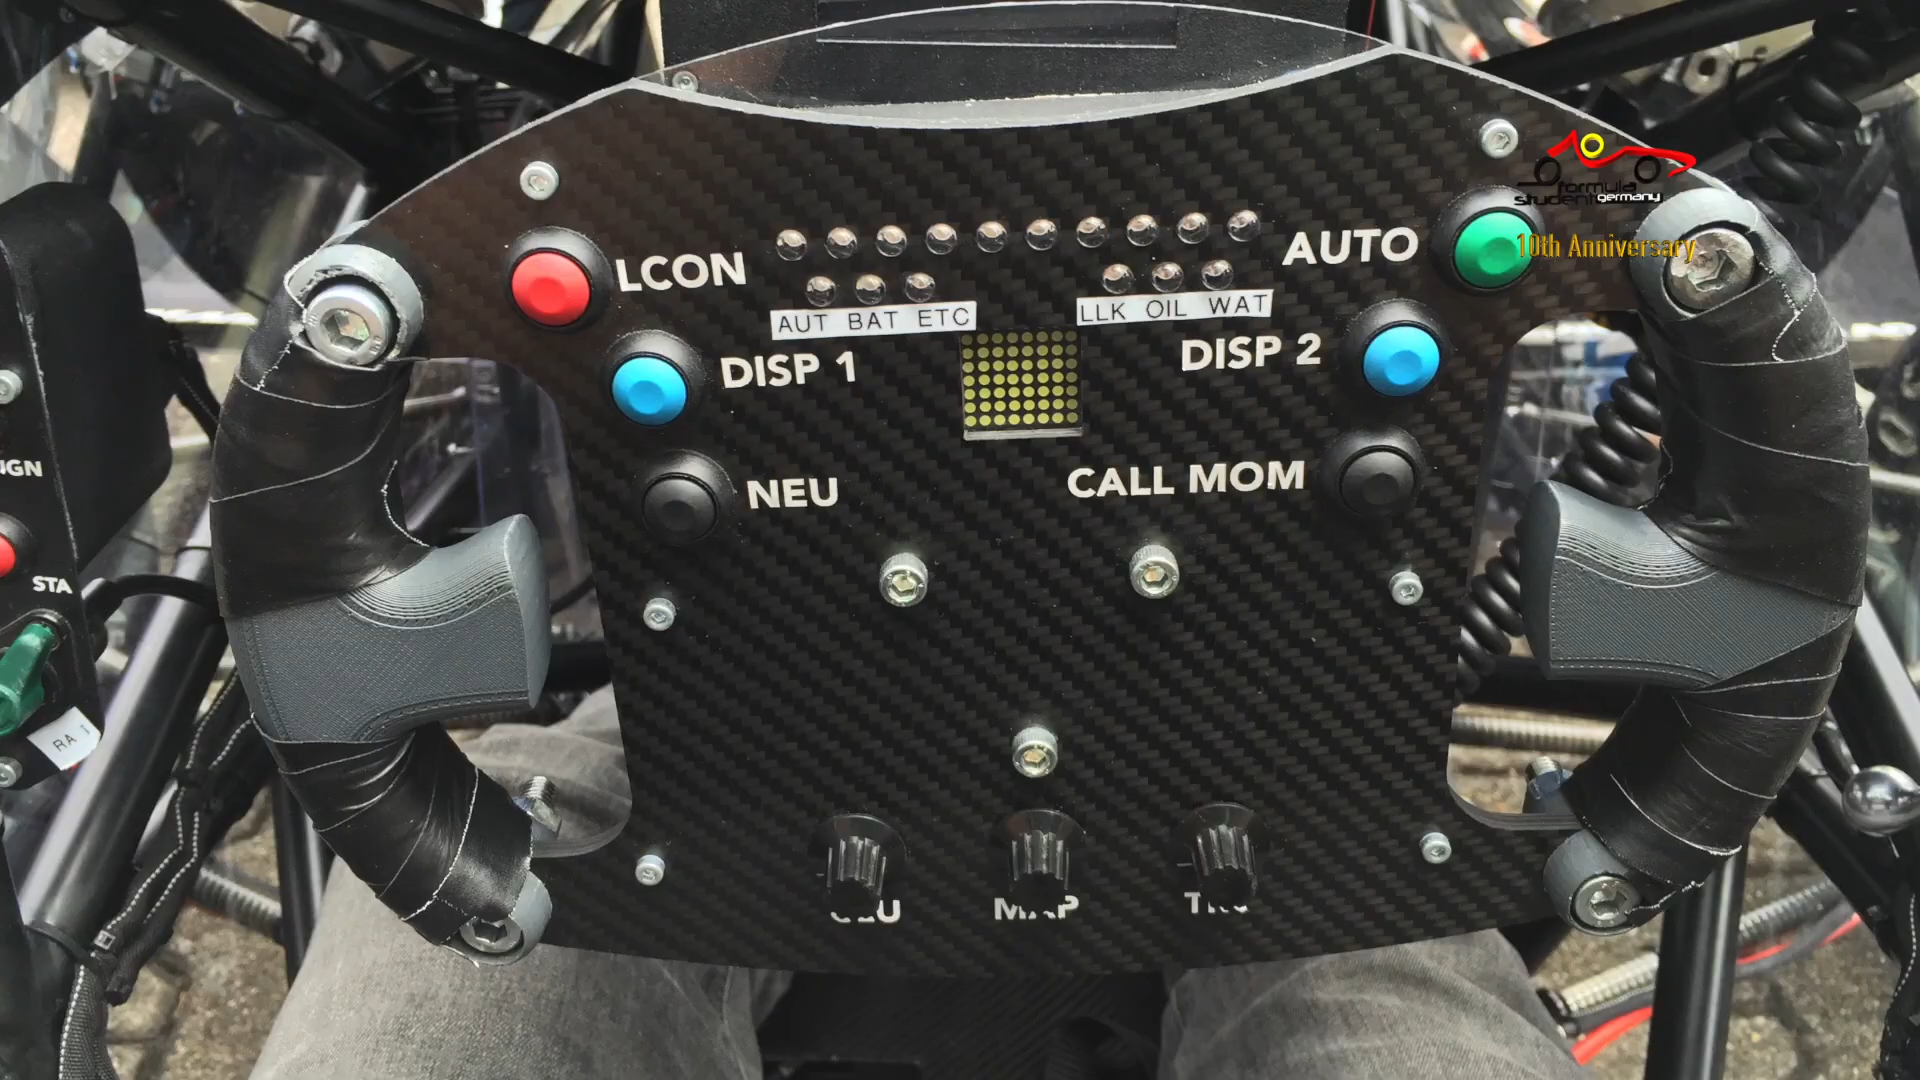 formula
student germany
10th Anniversary
LCON
AUTO
AUT BAT ETC
LLK OIL WAT
DISP 1
DISP 2
NEU
CALL MOM
IGN
STA
RA
MAP